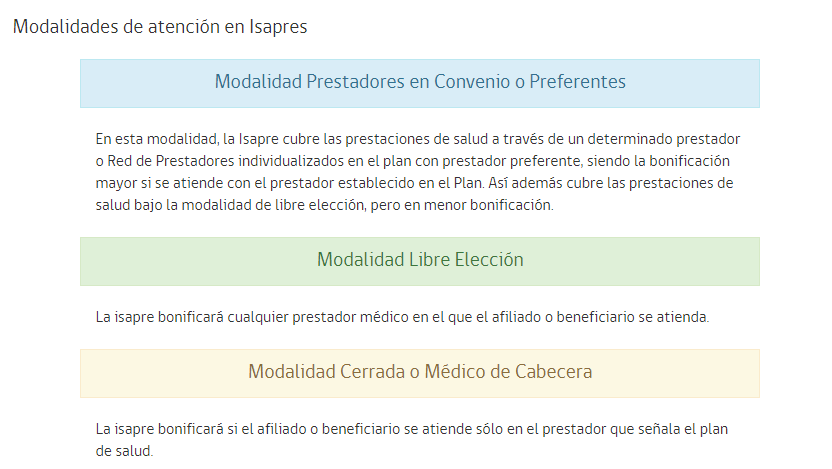 Modalidades de atención en Isapres
Modalidad Prestadores en Convenio o Preferentes
En esta modalidad, la Isapre cubre las prestaciones de salud a través de un determinado prestador
o Red de Prestadores individualizados en el plan con prestador preferente, siendo la bonificación
mayor si se atiende con el prestador establecido en el Plan. Así además cubre las prestaciones de
salud bajo la modalidad de libre elección, pero en menor bonificación.
Modalidad Libre Elección
La isapre bonificará cualquier prestador médico en el que el afiliado o beneficiario se atienda.
Modalidad Cerrada o Médico de Cabecera
La isapre bonificará si el afiliado o beneficiario se atiende sólo en el prestador que señala el plan
de salud.